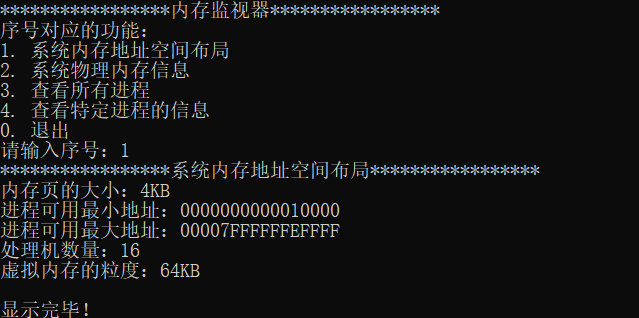 *****************内存监视器*****************
序号对应的功能：
1. 系统内存地址空间布局
2. 系统物理内存信息
3. 查看所有进程
4. 查看特定进程的信息
0. 退出
请输入序号：1
*****************系统内存地址空间布局*****************
内存页的大小：4KB
进程可用最小地址：0000000000010000
进程可用最大地址：00007FFFFFFEFFFF
处理机数量：16
虚拟内存的粒度：64KB
显示完毕！